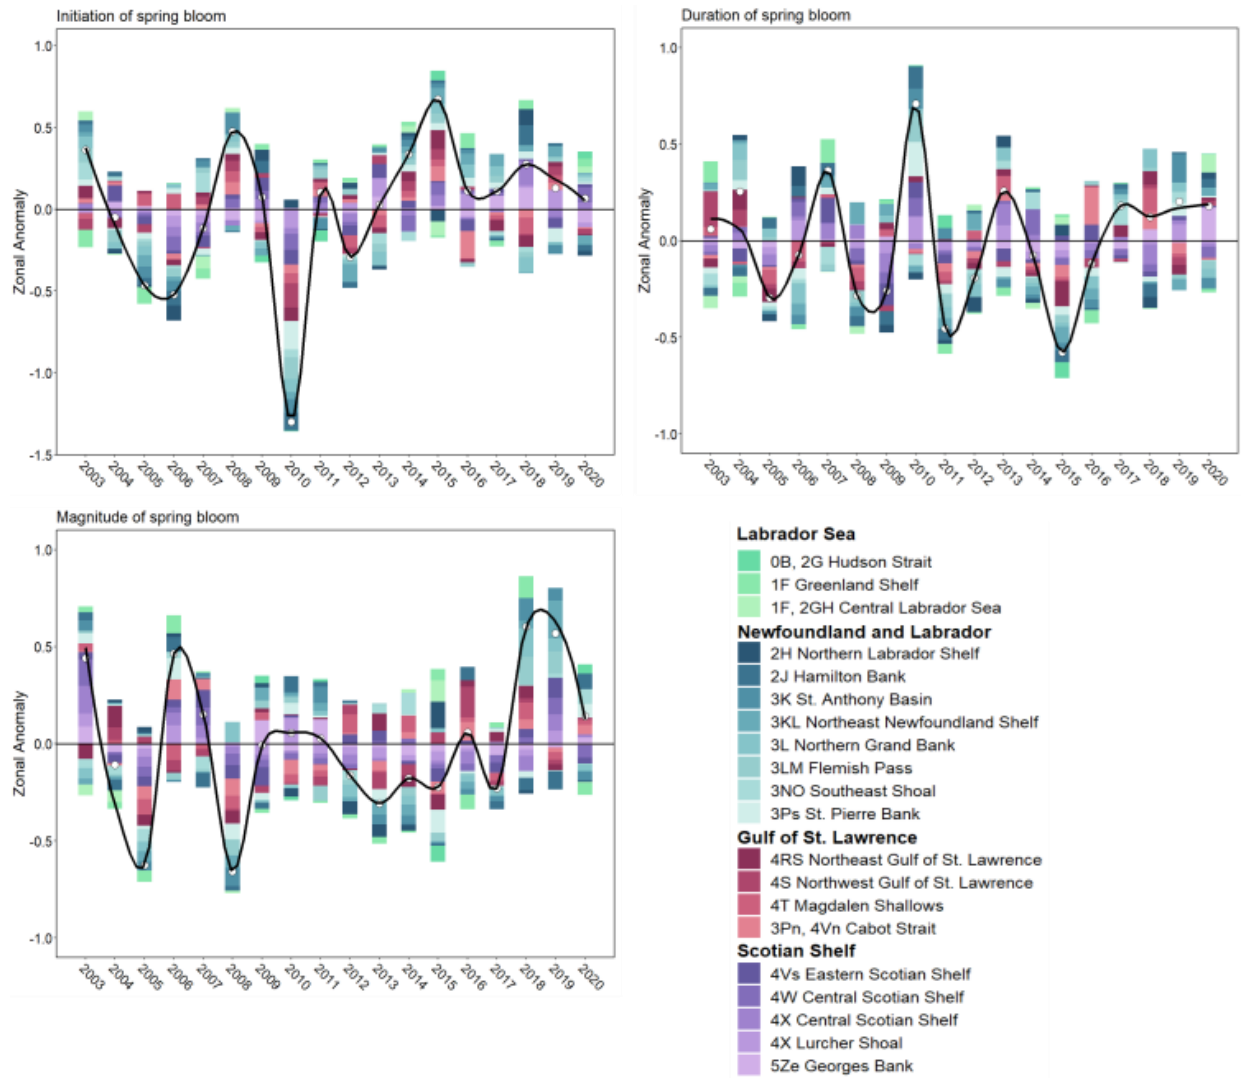 Initiation of spring bloom
Zonal Anomaly
1.0
0.5
0.0
-0.5
-1.0
-1.5
2003 2004 2005 2006 2007 2008 2009 2010 2011 2012 2013 2014 2015 2016 2017 2018 2019 2020
Duration of spring bloom
Zonal Anomaly
1.0
0.5
0.0
-0.5
-1.0
2003 2004 2005 2006 2007 2008 2009 2010 2011 2012 2013 2014 2015 2016 2017 2018 2019 2020
Magnitude of spring bloom
Zonal Anomaly
1.0
0.5
0.0
-0.5
-1.0
2003 2004 2005 2006 2007 2008 2009 2010 2011 2012 2013 2014 2015 2016 2017 2018 2019 2020
Labrador Sea
0B, 2G Hudson Strait
1F Greenland Shelf
1F, 2GH Central Labrador Sea
Newfoundland and Labrador
2H Northern Labrador Shelf
2J Hamilton Bank
3K St. Anthony Basin
3KL Northeast Newfoundland Shelf
3L Northern Grand Bank
3LM Flemish Pass
3NO Southeast Shoal
3Ps St. Pierre Bank
Gulf of St. Lawrence
4RS Northeast Gulf of St. Lawrence
4S Northwest Gulf of St. Lawrence
4T Magdalen Shallows
3Pn, 4Vn Cabot Strait
Scotian Shelf
4Vs Eastern Scotian Shelf
4W Central Scotian Shelf
4X Central Scotian Shelf
4X Lurcher Shoal
5Ze Georges Bank